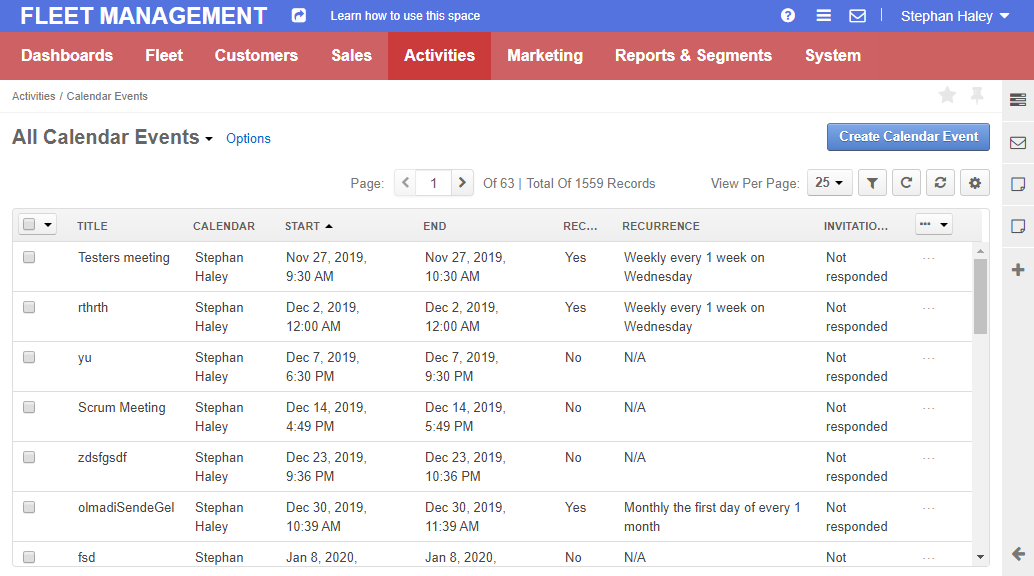 FLEET MANAGEMENT Learn how to use this space Stephan Haley
Dashboards Fleet Customers Sales Activities Marketing Reports & Segments System
Activities / Calendar Events
All Calendar Events Options Create Calendar Event
Page: 1 Of 63 | Total Of 1559 Records View Per Page: 25
TITLE CALENDAR START END REC... RECURRENCE INVITATIO...
Testers meeting Stephan Nov 27, 2019, Nov 27, 2019, Yes Weekly every 1 week on Not ...
Haley 9:30 AM 10:30 AM Wednesday responded
rthrth Stephan Dec 2, 2019, Dec 2, 2019, Yes Weekly every 1 week on Not ...
Haley 12:00 AM 12:00 AM Wednesday responded
yu Stephan Dec 7, 2019, Dec 7, 2019, No N/A Not ...
Haley 6:30 PM 9:30 PM responded
Scrum Meeting Stephan Dec 14, 2019, Dec 14, 2019, No N/A Not ...
Haley 4:49 PM 5:49 PM responded
zdsfgsdf Stephan Dec 23, 2019, Dec 23, 2019, No N/A Not ...
Haley 9:36 PM 10:36 PM responded
olmadiSendeGel Stephan Dec 30, 2019, Dec 30, 2019, Yes Monthly the first day of every 1 Not ...
Haley 10:39 AM 11:39 AM month responded
fsd Stephan Jan 8, 2020, Jan 8, 2020, No N/A Not ...